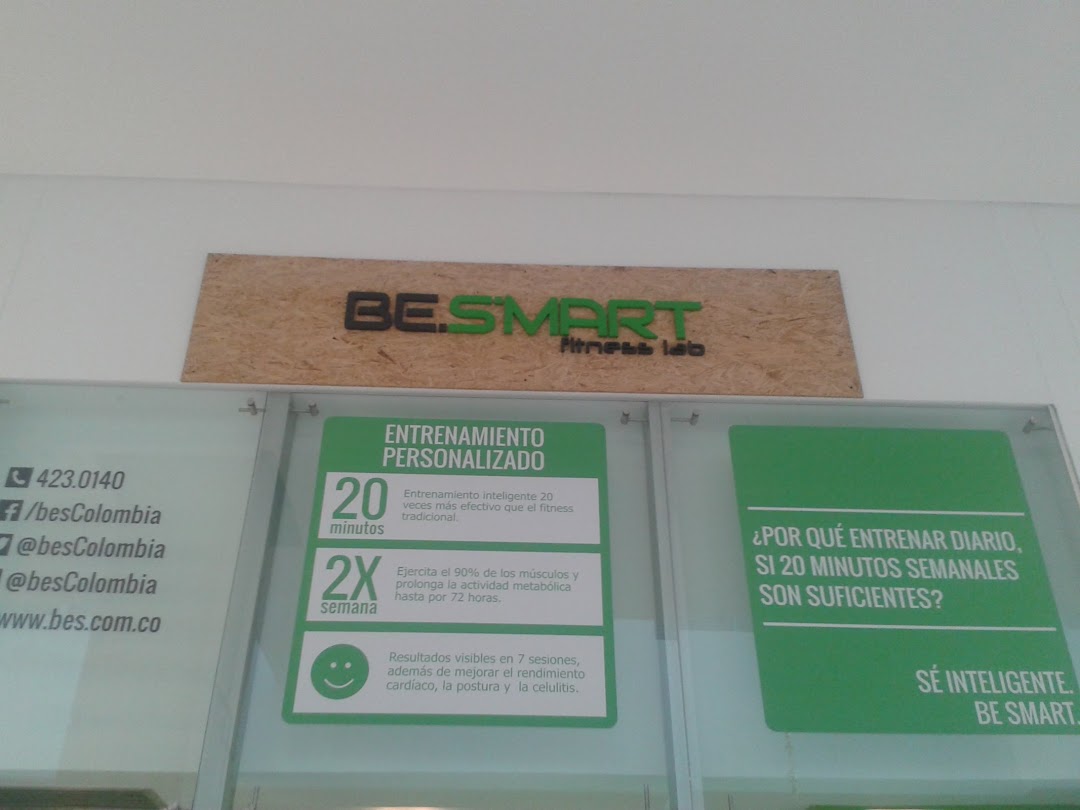 BE.SMART
fitness lab
423.0140
/besColombia
@besColombia
@besColombia
www.bes.com.co
ENTRENAMIENTO
PERSONALIZADO
20
minutos
Entrenamiento inteligente 20
veces más efectivo que el fitness
tradicional.
2X
semana
Ejercita el 90% de los músculos y
prolonga la actividad metabólica
hasta por 72 horas.
Resultados visibles en 7 sesiones,
además de mejorar el rendimiento
cardíaco, la postura y la celulitis.
¿POR QUÉ ENTRENAR DIARIO,
SI 20 MINUTOS SEMANALES
SON SUFICIENTES?
SÉ INTELIGENTE.
BE SMART.